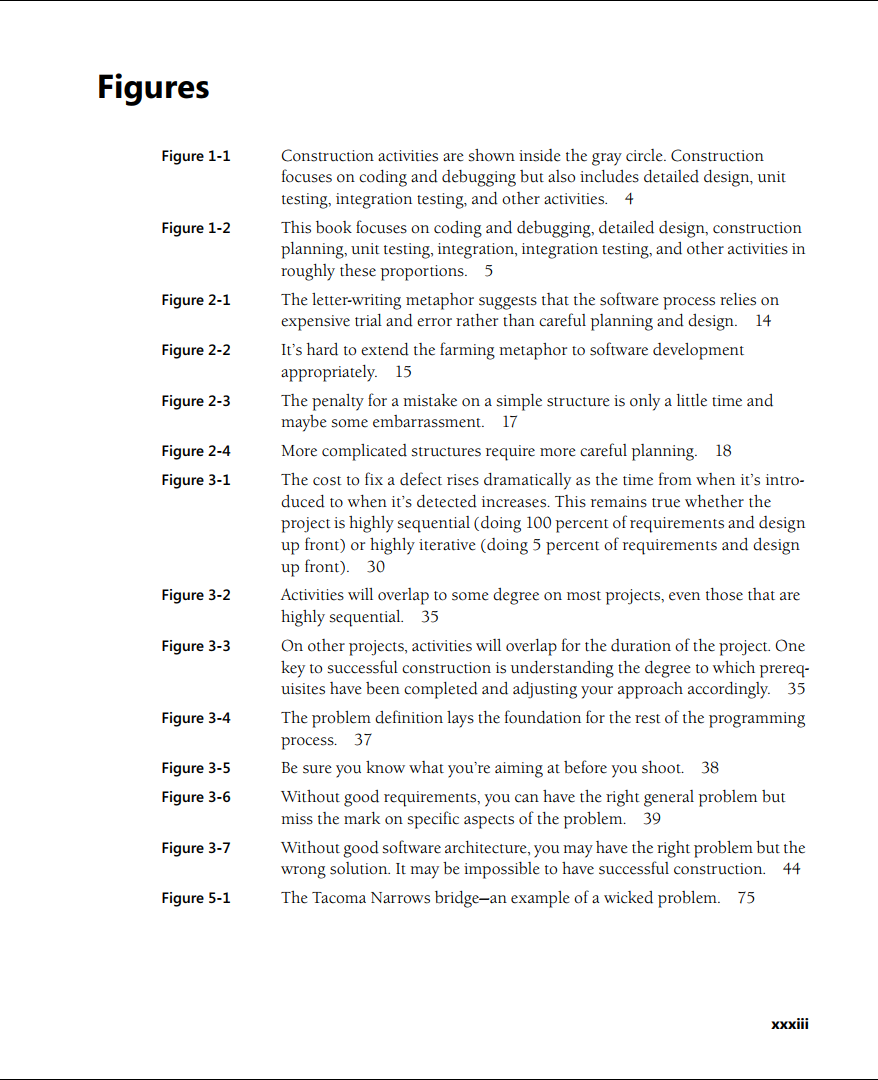 Figures
Figure 1-1 Construction activities are shown inside the gray circle. Construction
focuses on coding and debugging but also includes detailed design, unit
testing, integration testing, and other activities. 4
Figure 1-2 This book focuses on coding and debugging, detailed design, construction
planning, unit testing, integration, integration testing, and other activities in
roughly these proportions. 5
Figure 2-1 The letter-writing metaphor suggests that the software process relies on
expensive trial and error rather than careful planning and design. 14
Figure 2-2 It's hard to extend the farming metaphor to software development
appropriately. 15
Figure 2-3 The penalty for a mistake on a simple structure is only a little time and
maybe some embarrassment. 17
Figure 2-4 More complicated structures require more careful planning. 18
Figure 3-1 The cost to fix a defect rises dramatically as the time from when it's intro-
duced to when it's detected increases. This remains true whether the
project is highly sequential (doing 100 percent of requirements and design
up front) or highly iterative (doing 5 percent of requirements and design
up front). 30
Figure 3-2 Activities will overlap to some degree on most projects, even those that are
highly sequential. 35
Figure 3-3 On other projects, activities will overlap for the duration of the project. One
key to successful construction is understanding the degree to which prereq-
uisites have been completed and adjusting your approach accordingly. 35
Figure 3-4 The problem definition lays the foundation for the rest of the programming
process. 37
Figure 3-5 Be sure you know what you're aiming at before you shoot. 38
Figure 3-6 Without good requirements, you can have the right general problem but
miss the mark on specific aspects of the problem. 39
Figure 3-7 Without good software architecture, you may have the right problem but the
wrong solution. It may be impossible to have successful construction. 44
Figure 5-1 The Tacoma Narrows bridge—an example of a wicked problem. 75
xxxiii